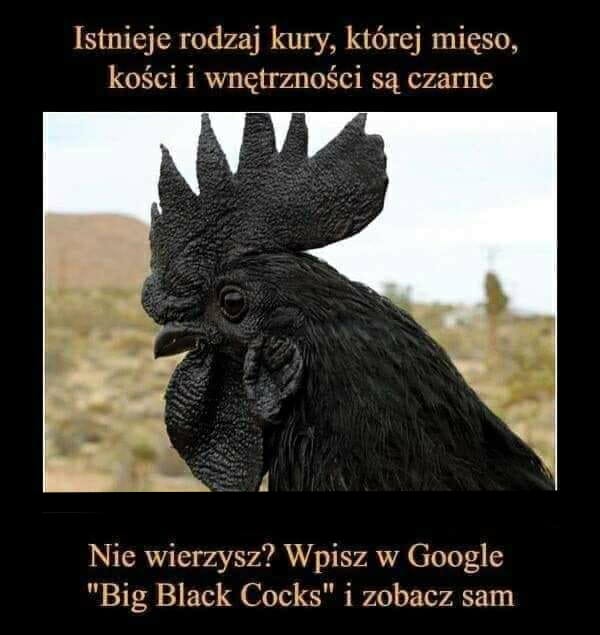 Istnieje rodzaj kury, której mięso,
kości i wnętrzności są czarne
Nie wierzysz? Wpisz w Google
"Big Black Cocks" i zobacz sam